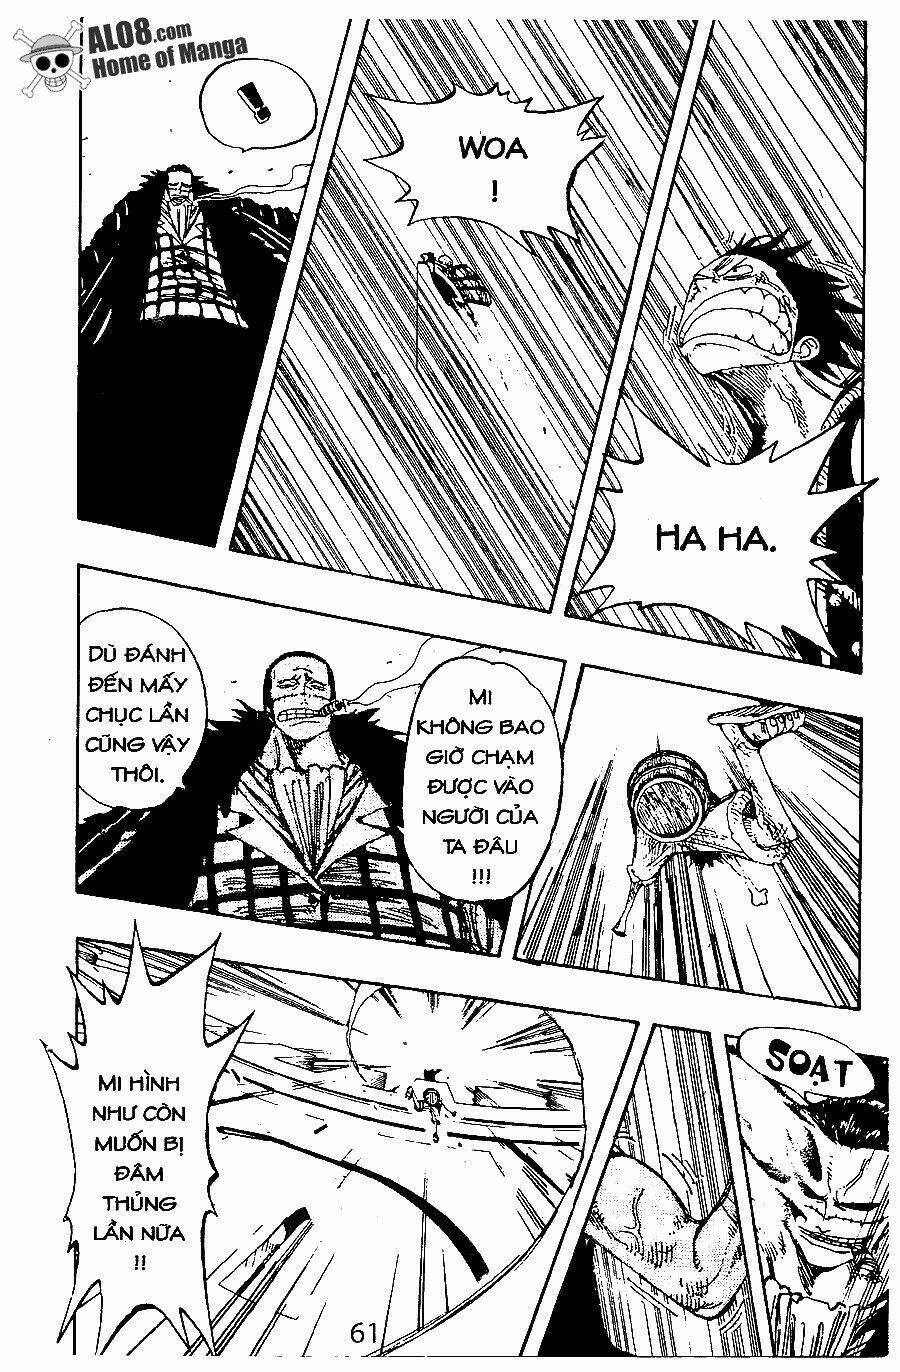 AL08.com
Home of Manga
!
WOA
!
HA HA.
DÙ ĐÁNH
ĐẾN MẤY
CHỤC LẦN
CŨNG VẬY
THÔI.
MI
KHÔNG BAO
GIỜ CHẠM
ĐƯỢC VÀO
NGƯỜI CỦA
TA ĐÂU
!!!
MI HÌNH
NHƯ CÒN
MUỐN BỊ
ĐÂM
THỦNG
LẦN NỮA
!!
SOẠT
61